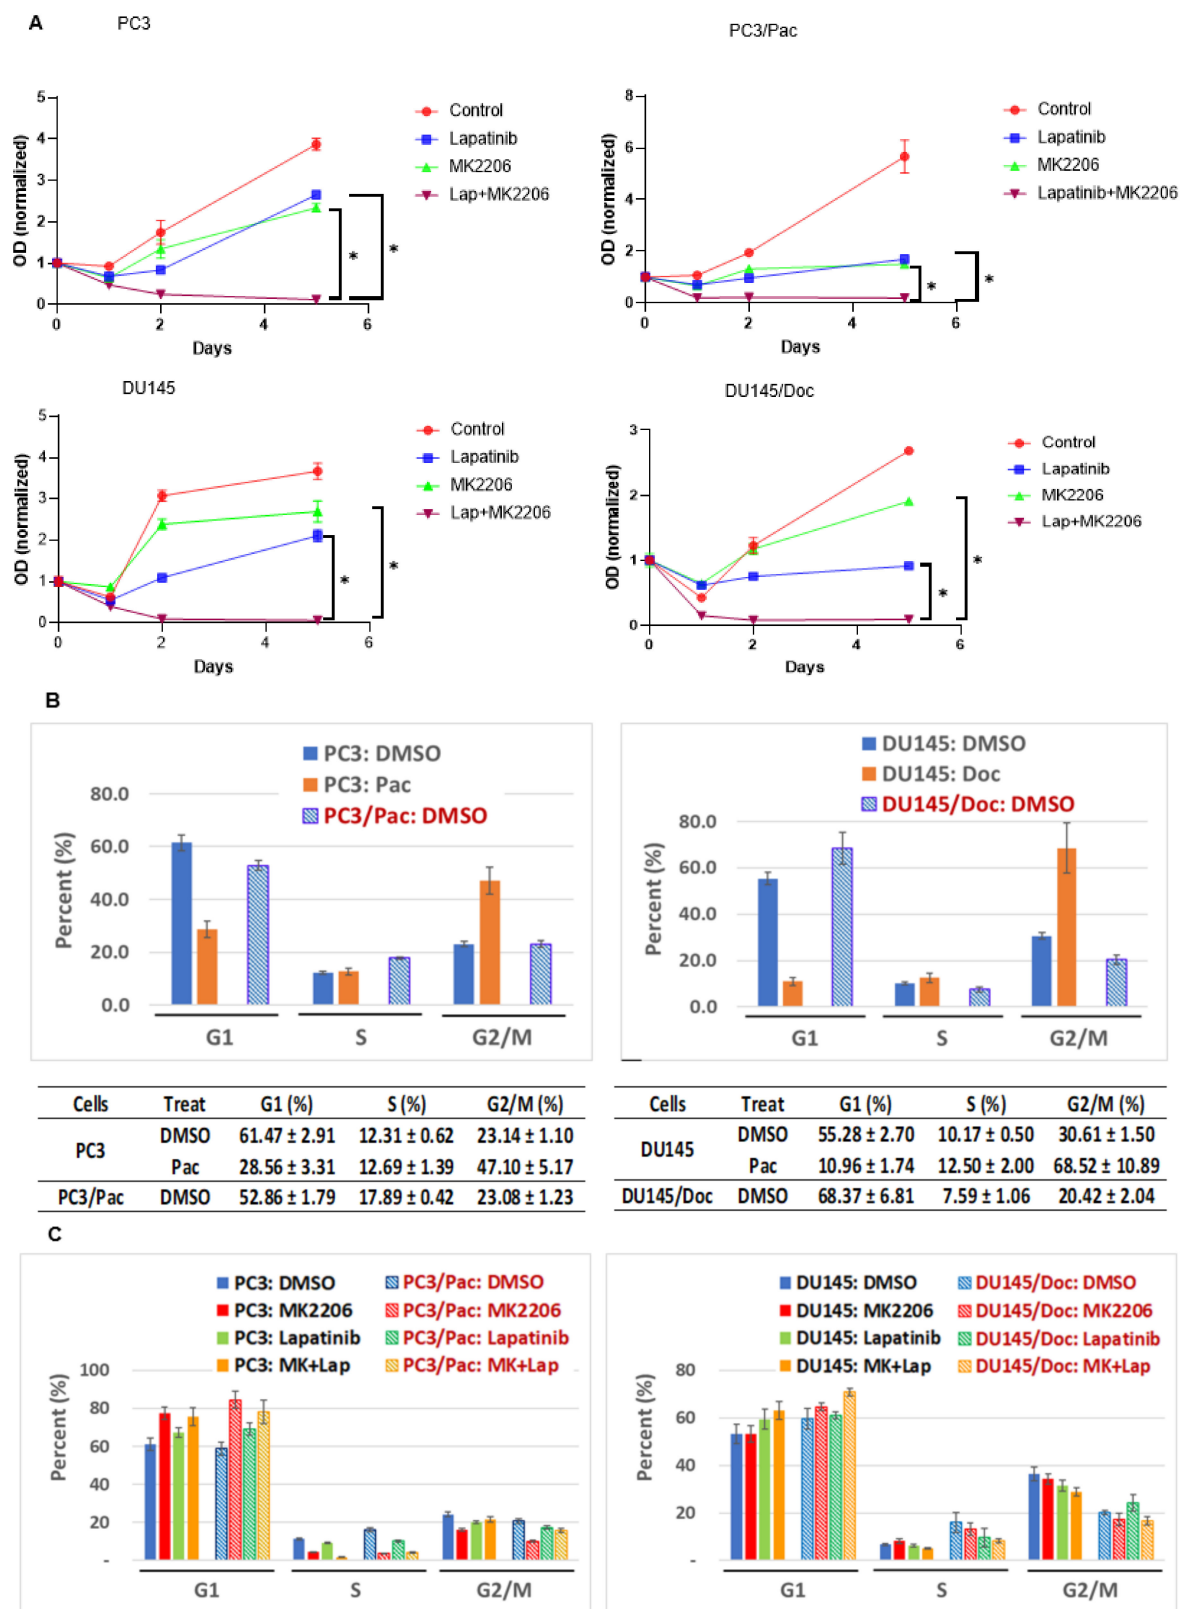 A
PC3
PC3/Pac
OD (normalized)
5
4
3
2
1
0
0
2
4
6
Days
Control
Lapatinib
MK2206
Lap+MK2206
*
*
OD (normalized)
8
6
4
2
0
0
2
4
6
Days
Control
Lapatinib
MK2206
Lapatinib+MK2206
*
*
DU145
DU145/Doc
OD (normalized)
5
4
3
2
1
0
0
2
4
6
Days
Control
Lapatinib
MK2206
Lap+MK2206
*
*
OD (normalized)
3
2
1
0
0
2
4
6
Days
Control
Lapatinib
MK2206
Lap+MK2206
*
*
B
PC3: DMSO
PC3: Pac
PC3/Pac: DMSO
Percent (%)
80.0
60.0
40.0
20.0
0.0
G1 S G2/M
DU145: DMSO
DU145: Doc
DU145/Doc: DMSO
Percent (%)
80.0
60.0
40.0
20.0
0.0
G1 S G2/M
Cells Treat G1 (%) S (%) G2/M (%)
PC3 DMSO 61.47 ± 2.91 12.31 ± 0.62 23.14 ± 1.10
Pac 28.56 ± 3.31 12.69 ± 1.39 47.10 ± 5.17
PC3/Pac DMSO 52.86 ± 1.79 17.89 ± 0.42 23.08 ± 1.23
Cells Treat G1 (%) S (%) G2/M (%)
DU145 DMSO 55.28 ± 2.70 10.17 ± 0.50 30.61 ± 1.50
Pac 10.96 ± 1.74 12.50 ± 2.00 68.52 ± 10.89
DU145/Doc DMSO 68.37 ± 6.81 7.59 ± 1.06 20.42 ± 2.04
C
PC3: DMSO PC3/Pac: DMSO
PC3: MK2206 PC3/Pac: MK2206
PC3: Lapatinib PC3/Pac: Lapatinib
PC3: MK+Lap PC3/Pac: MK+Lap
Percent (%)
100
80
60
40
20
-
G1 S G2/M
DU145: DMSO DU145/Doc: DMSO
DU145: MK2206 DU145/Doc: MK2206
DU145: Lapatinib DU145/Doc: Lapatinib
DU145: MK+Lap DU145/Doc: MK+Lap
Percent (%)
80
60
40
20
-
G1 S G2/M